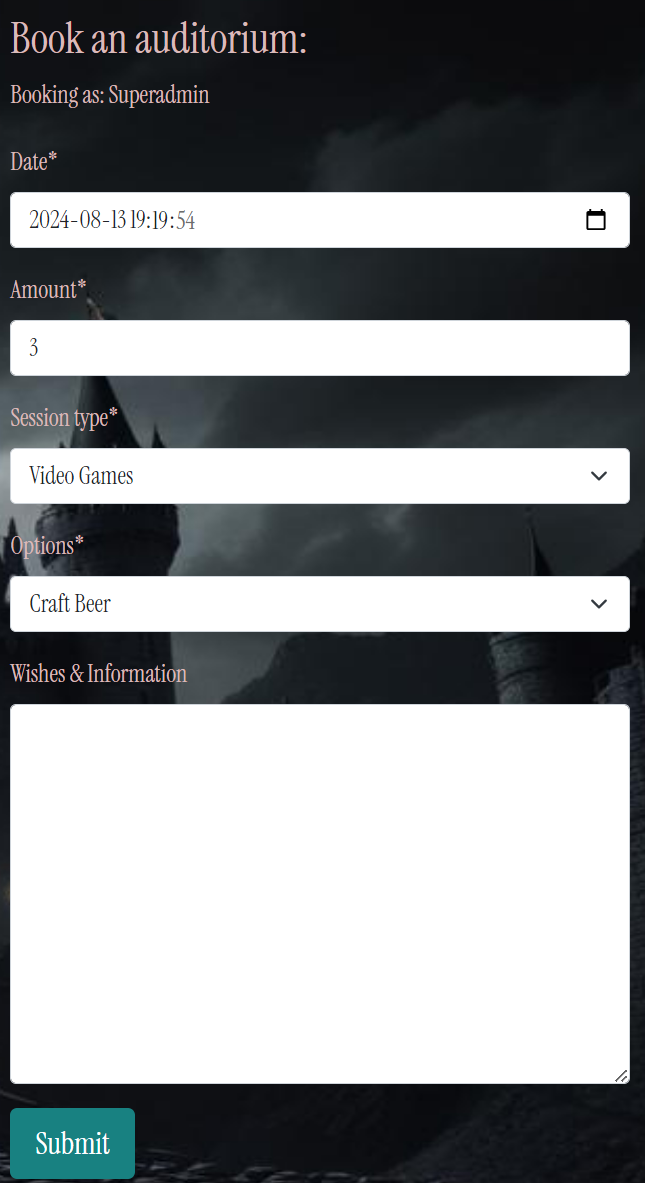 Book an auditorium:
Booking as: Superadmin
Date*
2024-08-13 19:19:54
Amount*
3
Session type*
Video Games
Options*
Craft Beer
Wishes & Information
Submit